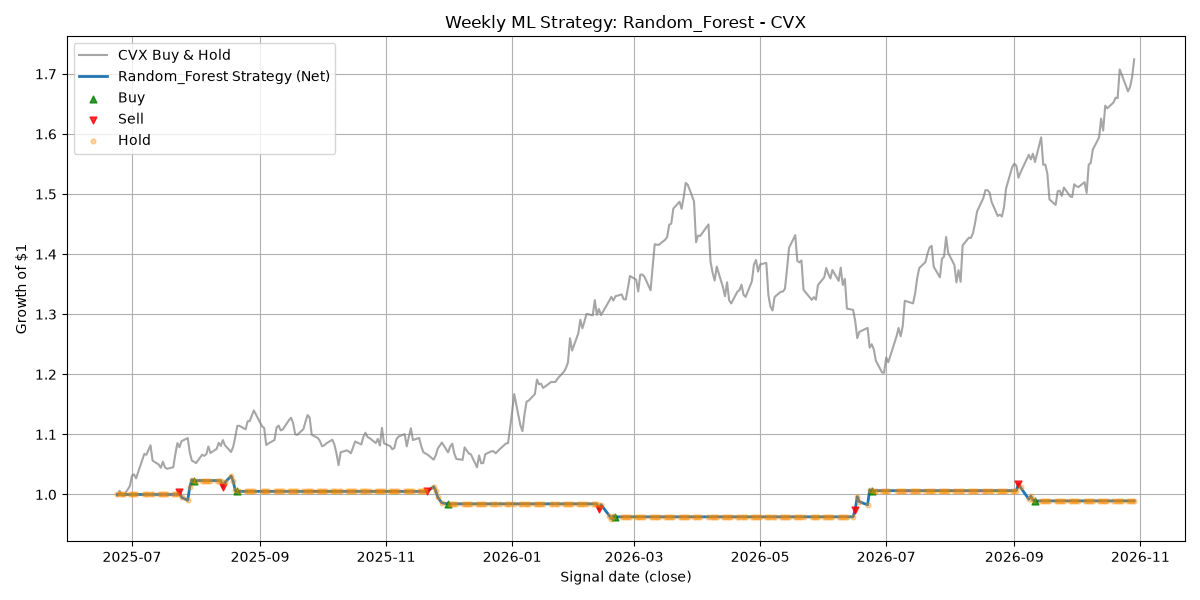 Weekly ML Strategy: Random_Forest - CVX
CVX Buy & Hold
Random_Forest Strategy (Net)
Buy
Sell
Hold
Growth of $1
1.7
1.6
1.5
1.4
1.3
1.2
1.1
1.0
2025-07
2025-09
2025-11
2026-01
2026-03
2026-05
2026-07
2026-09
2026-11
Signal date (close)